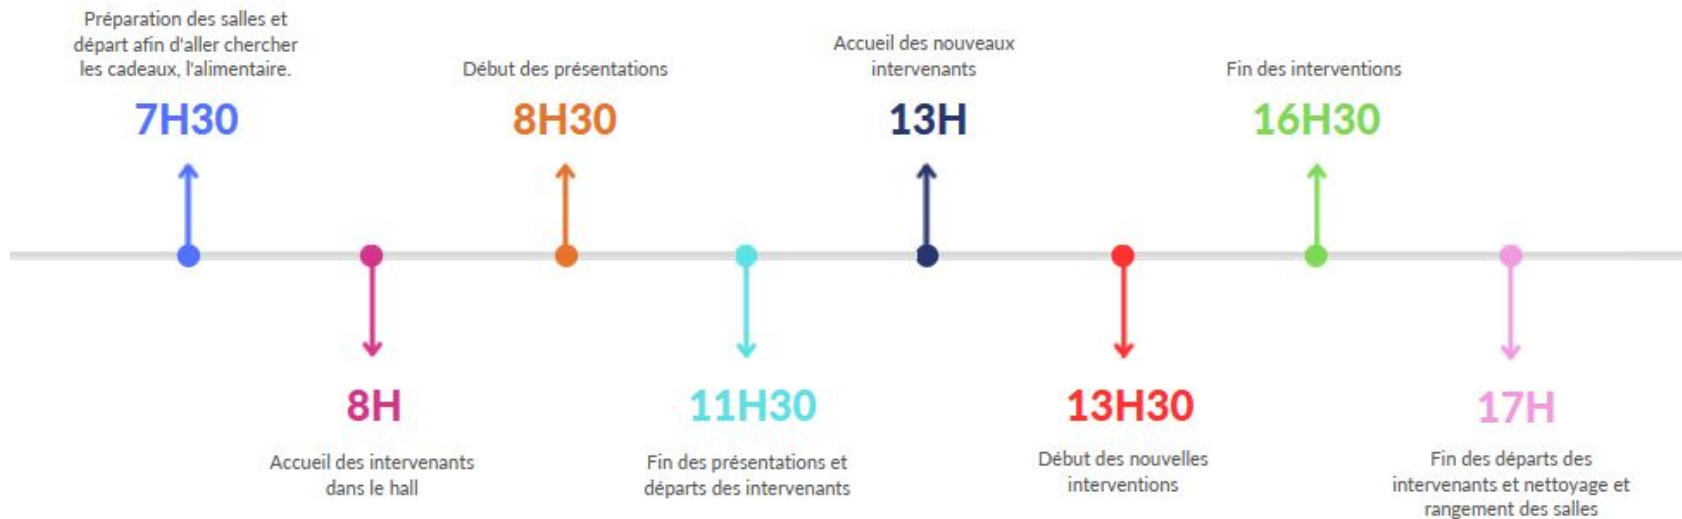 Préparation des salles et
départ afin d'aller chercher
les cadeaux, l'alimentaire.
7H30
8H
Accueil des intervenants
dans le hall
Début des présentations
8H30
11H30
Fin des présentations et
départs des intervenants
Accueil des nouveaux
intervenants
13H
13H30
Début des nouvelles
interventions
Fin des interventions
16H30
17H
Fin des départs des
intervenants et nettoyage et
rangement des salles